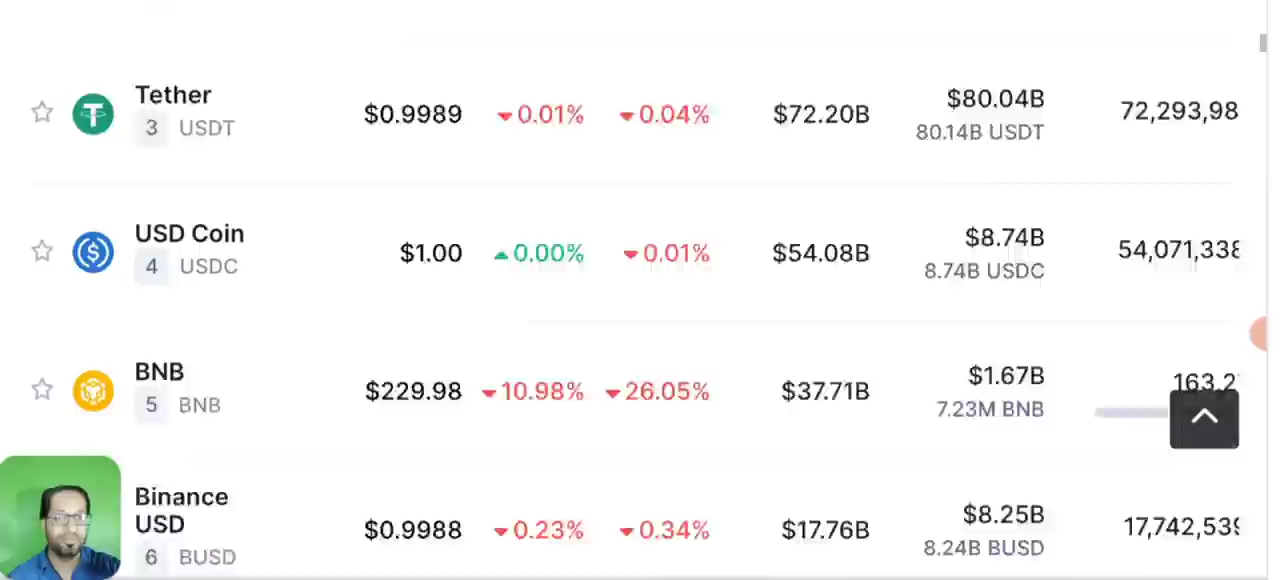 Tether
3 USDT
$0.9989
0.01%
0.04%
$72.20B
$80.04B
80.14B USDT
72,293,98
USD Coin
4 USDC
$1.00
0.00%
0.01%
$54.08B
$8.74B
8.74B USDC
54,071,338
BNB
5 BNB
$229.98
10.98%
26.05%
$37.71B
$1.67B
7.23M BNB
163,2
Binance
USD
6 BUSD
$0.9988
0.23%
0.34%
$17.76B
$8.25B
8.24B BUSD
17,742,539